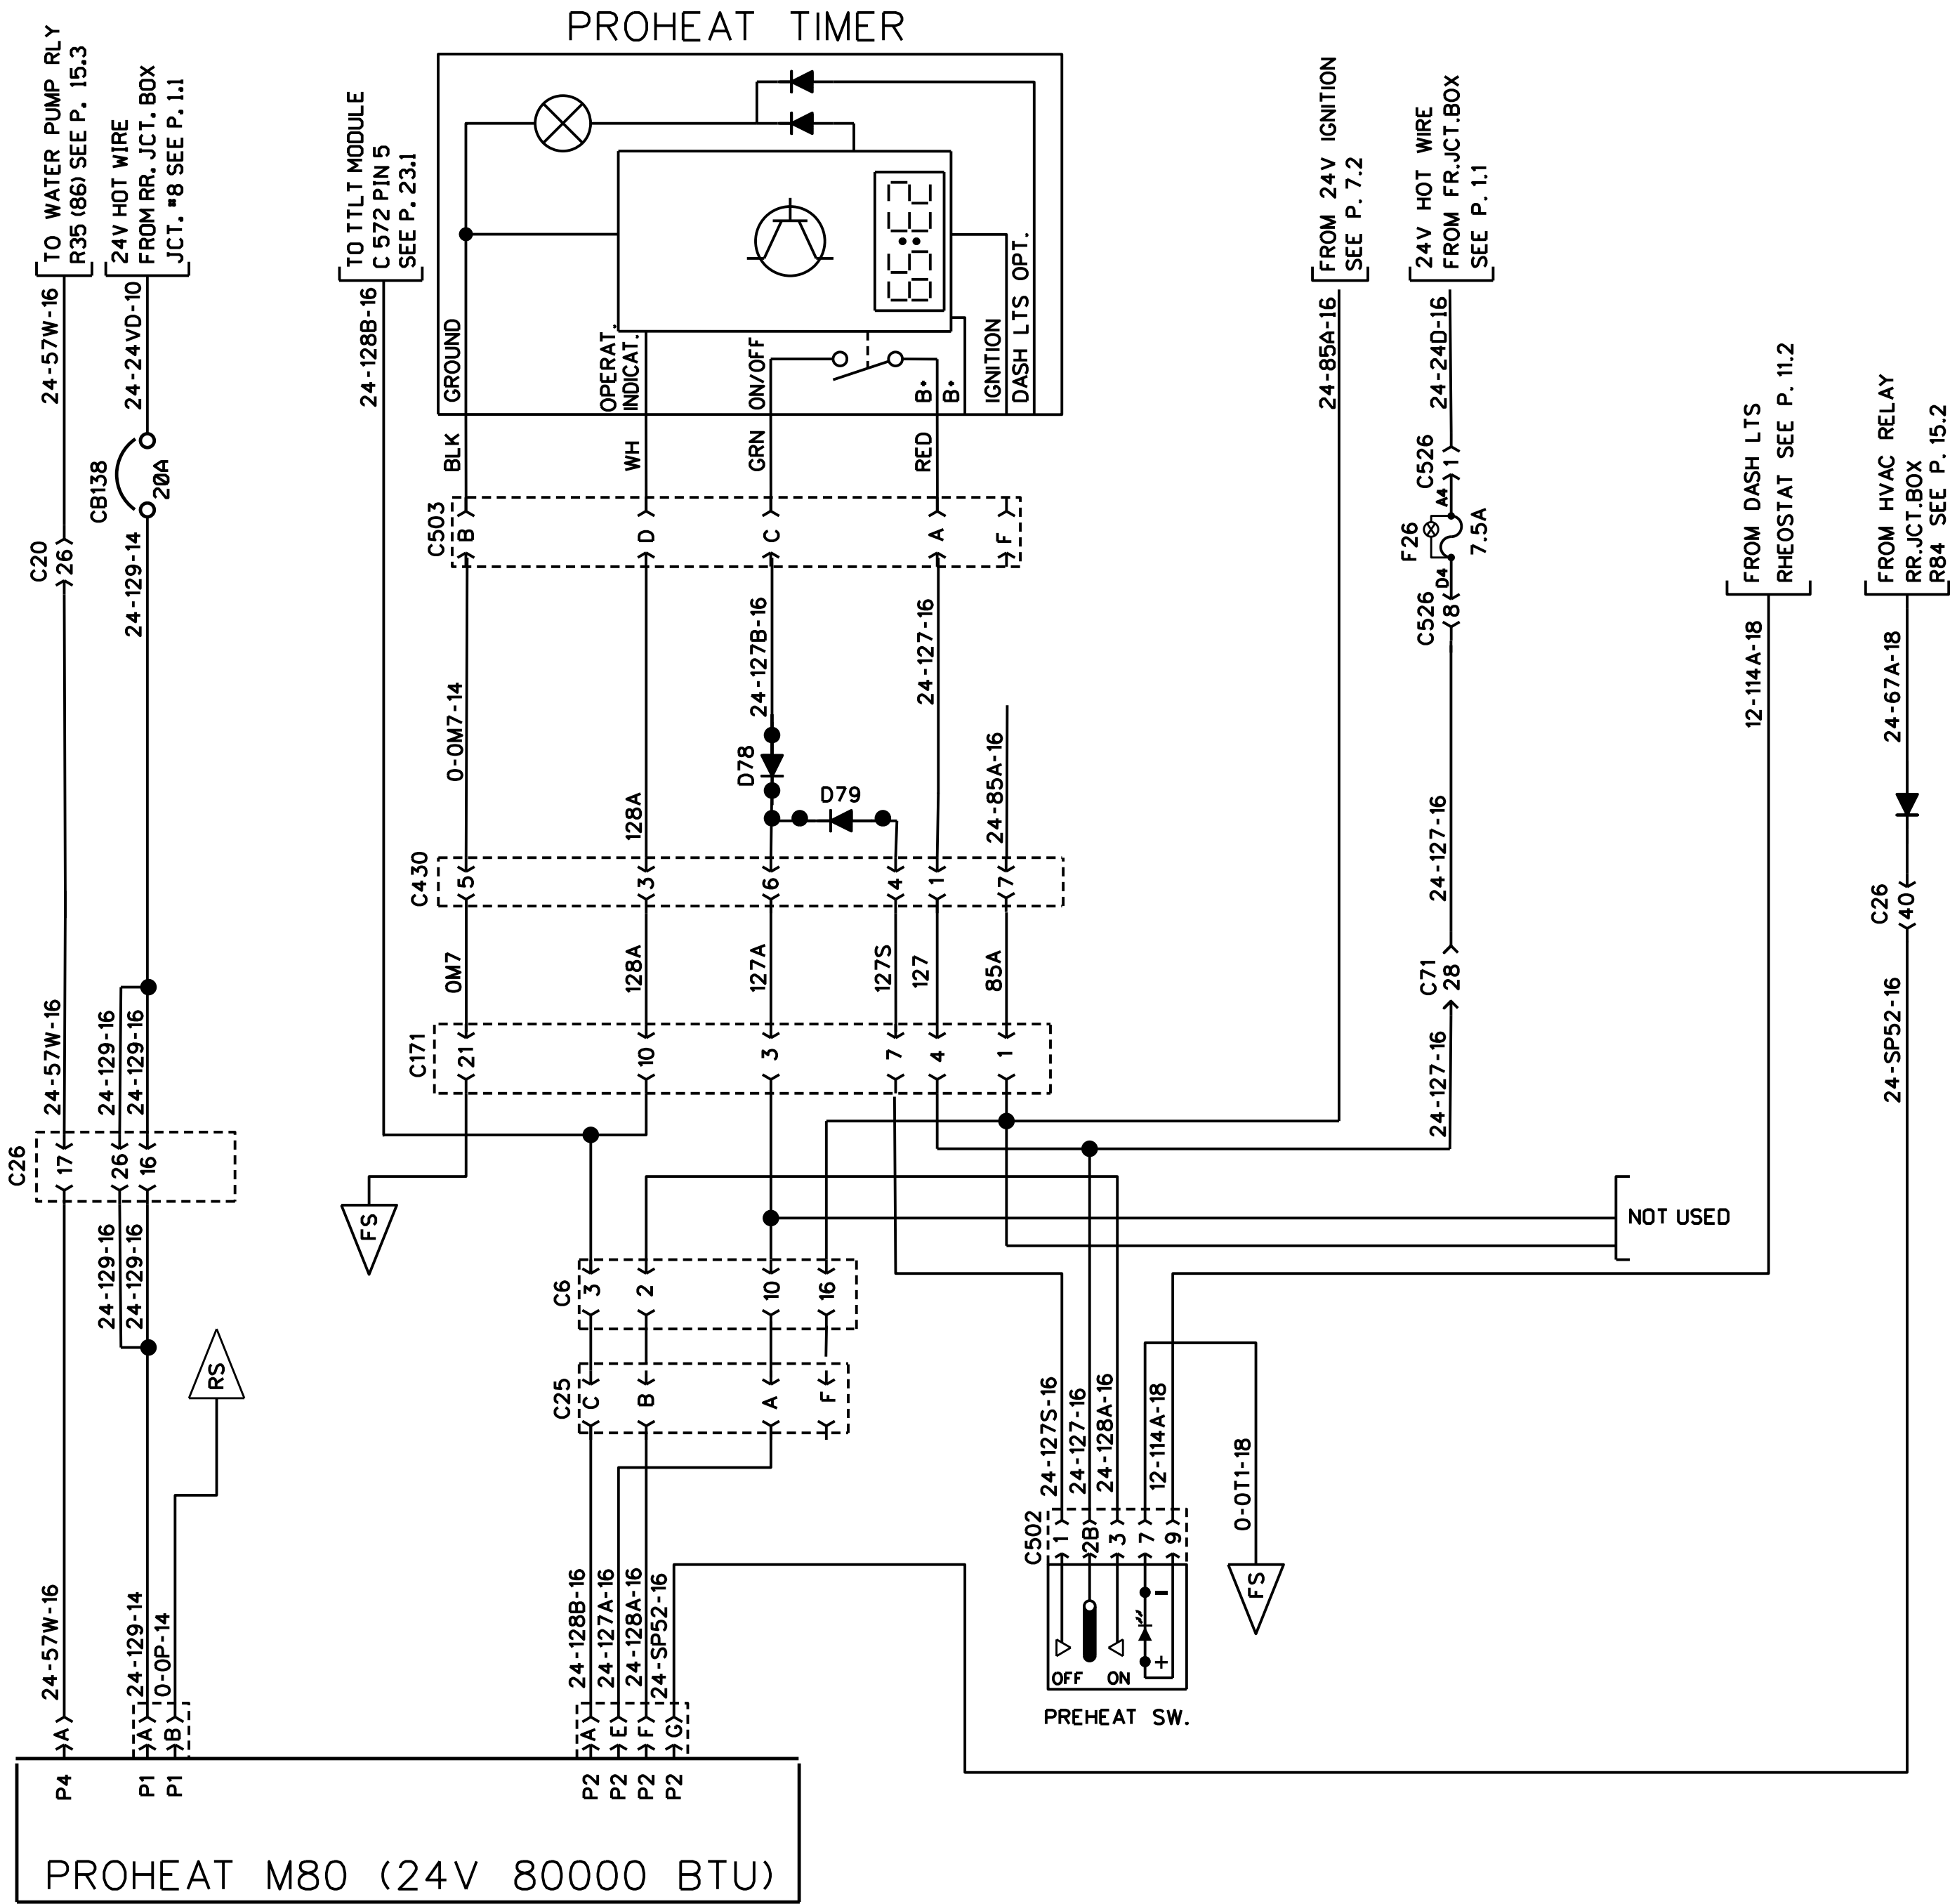 PROHEAT TIMER
TO WATER PUMP RLY
R35 (86) SEE P. 15.3
24V HOT WIRE
FROM RR. JCT. BOX
JCT. #8 SEE P. 1.1
TO TTLT MODULE
C 572 PIN 5
SEE P. 23.1
FROM 24V IGNITION
SEE P. 7.2
24V HOT WIRE
FROM FR.JCT.BOX
SEE P. 1.1
FROM DASH LTS
RHEOSTAT SEE P. 11.2
FROM HVAC RELAY
RR.JCT.BOX
R84 SEE P. 15.2
24-57W-16
24-24VD-10
24-128B-16
GROUND
OPERAT.
INDICAT.
ON/OFF
B+
B+
IGNITION
DASH LTS OPT.
24-85A-16
24-24D-16
CB138
20A
BLK
WH
GRN
RED
C526
1
A4
F26
7.5A
D4
C526
8
C20
26
24-129-14
C503
B
D
C
A
F
0-0M7-14
128A
24-127B-16
24-127-16
24-85A-16
D78
D79
12-114A-18
24-67A-18
24-127-16
C430
5
3
6
4
1
7
C26
40
0M7
128A
127A
127S
127
85A
C71
28
24-57W-16
24-129-16
24-129-16
C171
21
10
3
7
4
1
24-127-16
24-SP52-16
C26
17
26
16
FS
NOT USED
24-129-16
24-129-16
C6
3
2
10
16
RS
C25
C
B
A
F
24-127S-16
24-127-16
24-128A-16
12-114A-18
0-0T1-18
C502
1
2B
3
7
9
FS
-
+
OFF
ON
PREHEAT SW.
24-57W-16
24-129-14
0-0P-14
24-128B-16
24-127A-16
24-128A-16
24-SP52-16
A
A
B
A
E
F
G
P4
P1
P1
P2
P2
P2
P2
PROHEAT M80 (24V 80000 BTU)